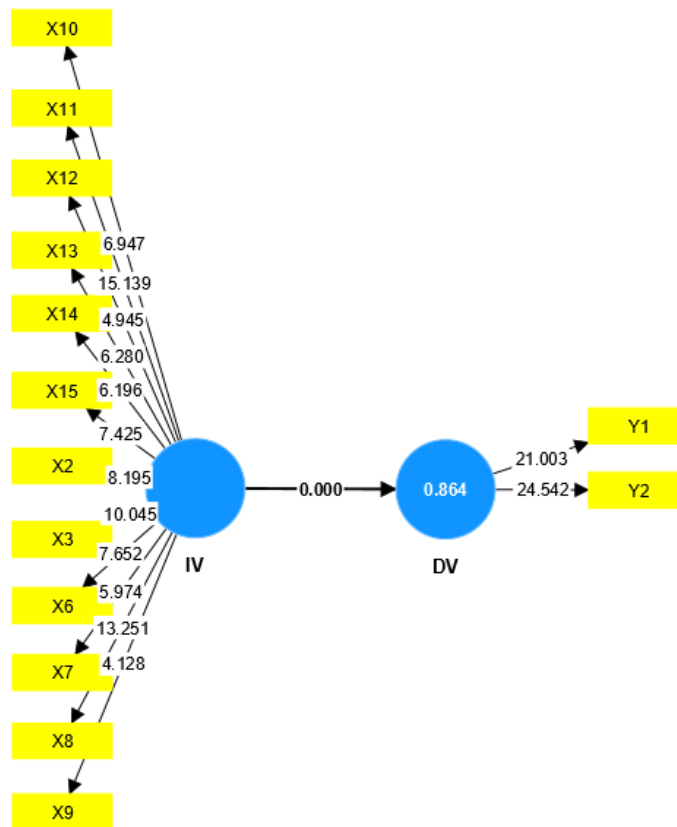 X10
X11
X12
X13
X14
X15
X2
X3
X6
X7
X8
X9
6.947
15.139
4.945
6.280
6.196
7.425
8.195
10.045
7.652
5.974
13.251
4.128
IV
0.000
0.864
DV
21.003
24.542
Y1
Y2